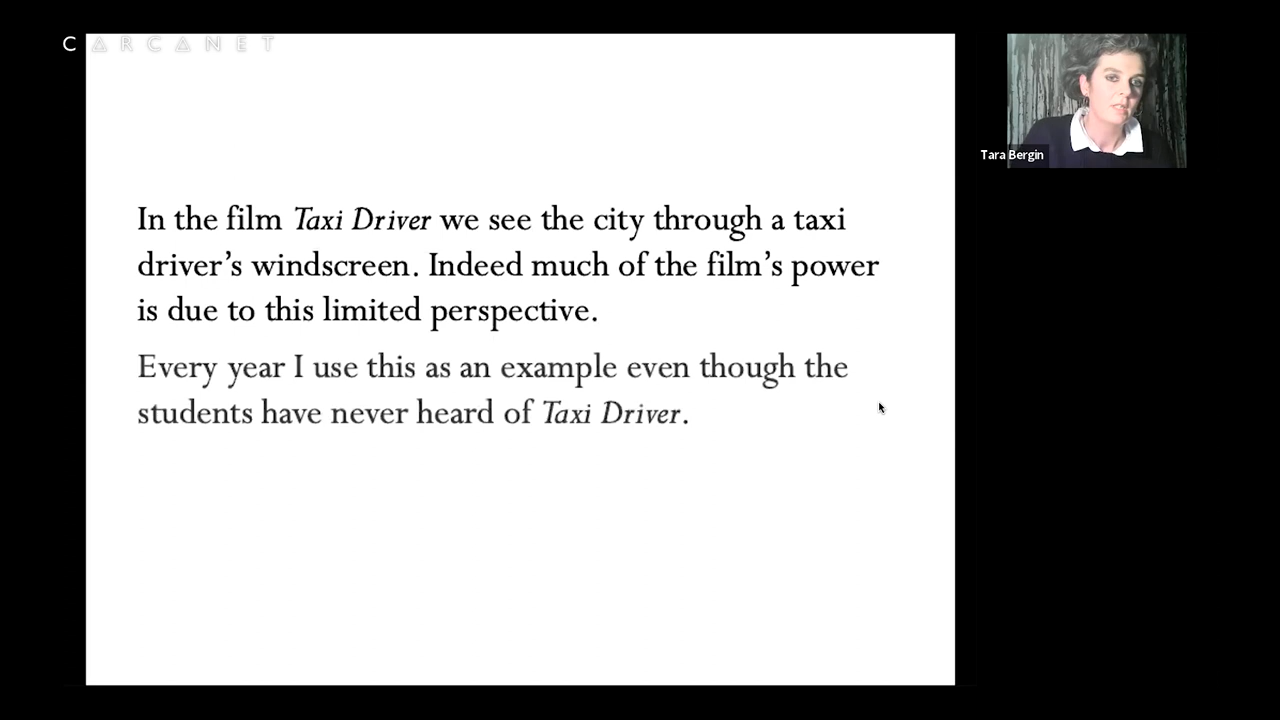 CARCANET
In the film Taxi Driver we see the city through a taxi
driver’s windscreen. Indeed much of the film’s power
is due to this limited perspective.
Every year I use this as an example even though the
students have never heard of Taxi Driver.
Tara Bergin